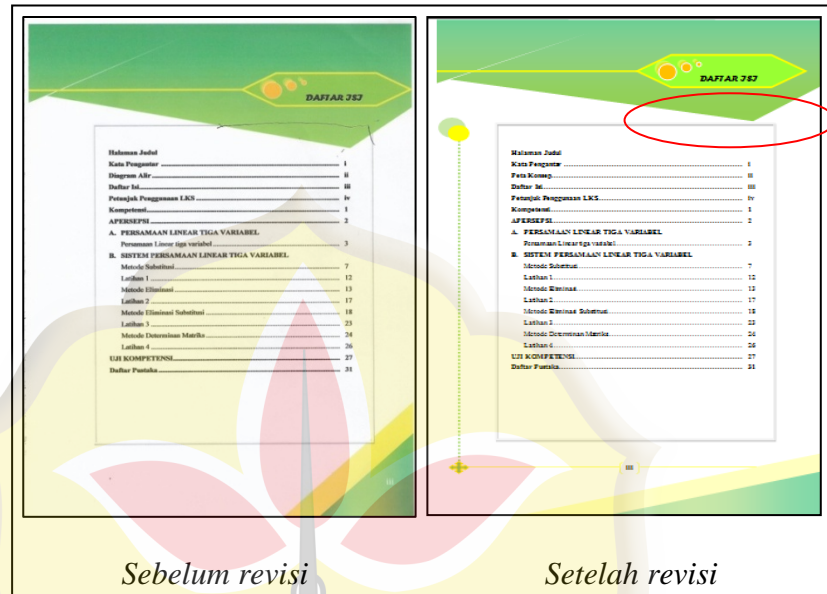 DAFTAR ISI
Halaman Judul
Kata Pengantar ... i
Diagram Alir ... ii
Daftar Isi ... iii
Petunjuk Penggunaan LKS ... iv
Kompetensi ... 1
APERSEPSI ... 2
A. PERSAMAAN LINEAR TIGA VARIABEL
Persamaan Linear tiga variabel ... 3
B. SISTEM PERSAMAAN LINEAR TIGA VARIABEL
Metode Substitusi ... 7
Latihan 1 ... 12
Metode Eliminasi ... 13
Latihan 2 ... 17
Metode Eliminasi Substitusi ... 18
Latihan 3 ... 23
Metode Determinan Matriks ... 24
Latihan 4 ... 26
UJI KOMPETENSI ... 27
Daftar Pustaka ... 31
iii
Sebelum revisi
DAFTAR ISI
Halaman Judul
Kata Pengantar ... i
Peta Konsep ... ii
Daftar Isi ... iii
Petunjuk Penggunaan LKS ... iv
Kompetensi ... 1
APERSEPSI ... 2
A. PERSAMAAN LINEAR TIGA VARIABEL
Persamaan Linear tiga variabel ... 3
B. SISTEM PERSAMAAN LINEAR TIGA VARIABEL
Metode Substitusi ... 7
Latihan 1 ... 12
Metode Eliminasi ... 13
Latihan 2 ... 17
Metode Eliminasi Substitusi ... 18
Latihan 3 ... 23
Metode Determinan Matriks ... 24
Latihan 4 ... 26
UJI KOMPETENSI ... 27
Daftar Pustaka ... 31
iii
Setelah revisi